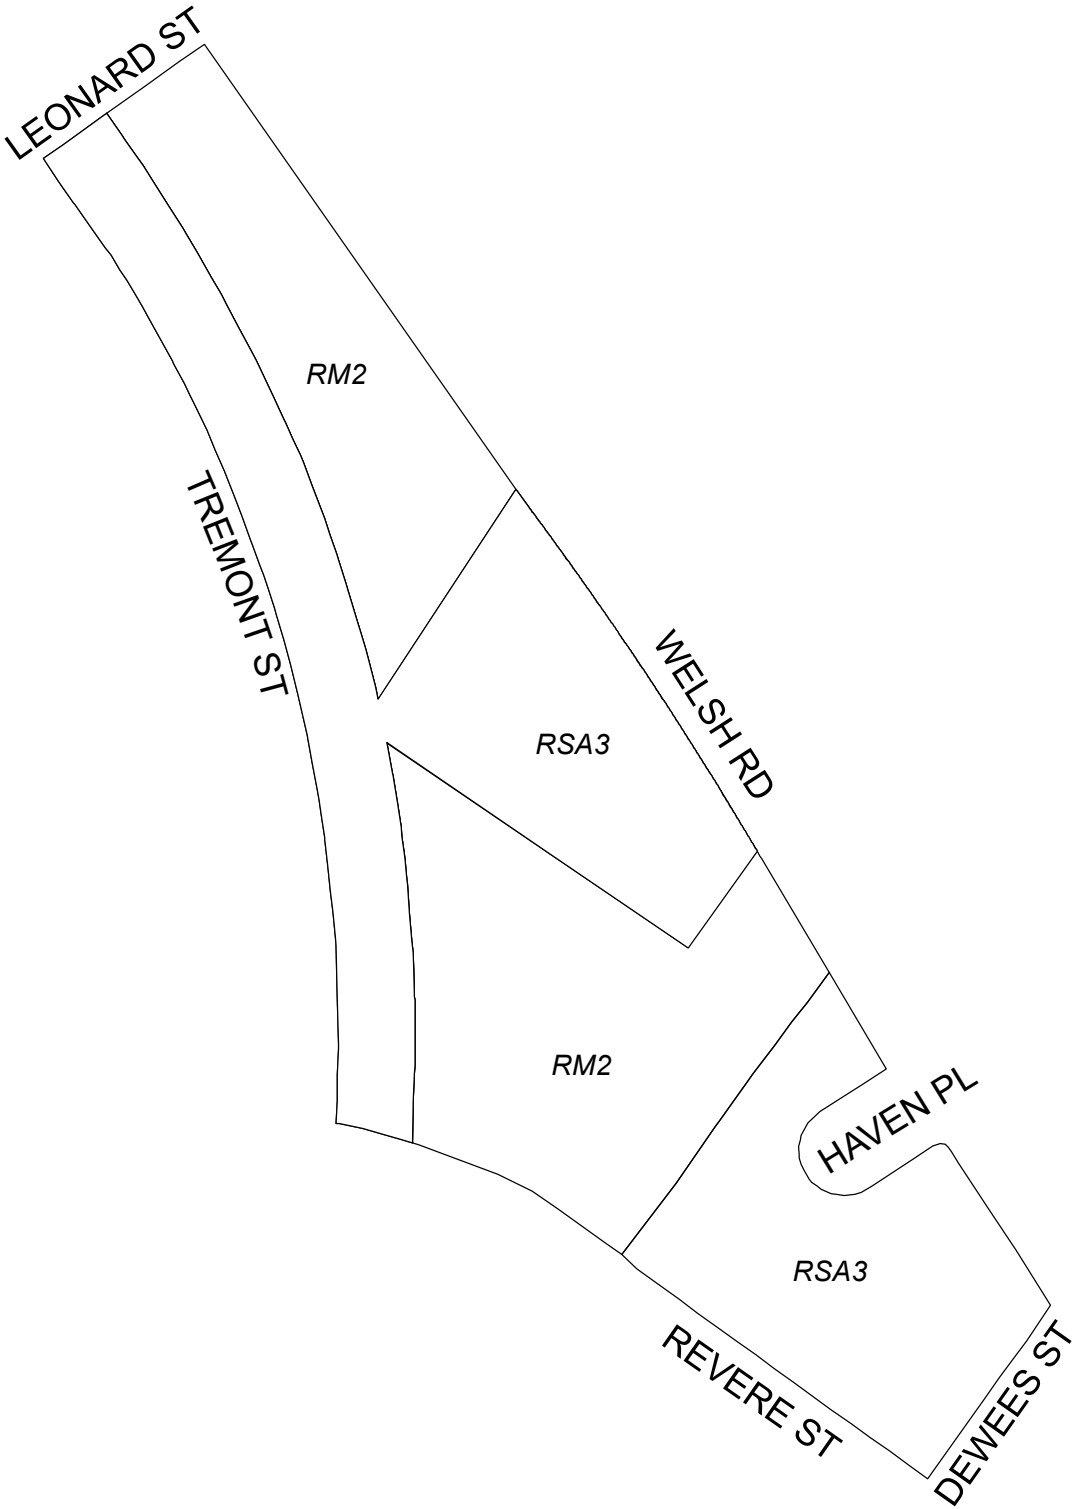 LEONARD ST
RM2
TREMONT ST
WELSH RD
RSA3
RM2
HAVEN PL
RSA3
REVERE ST
DEWEES ST